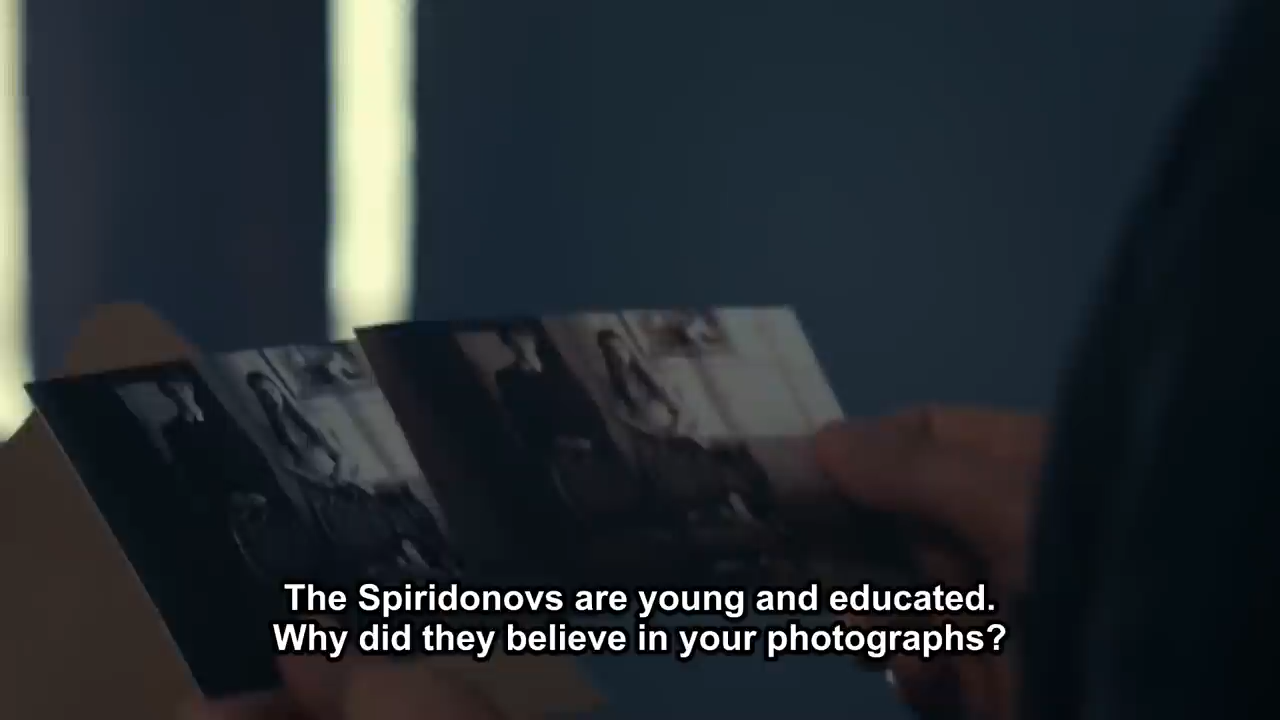 The Spiridonovs are young and educated.
Why did they believe in your photographs?